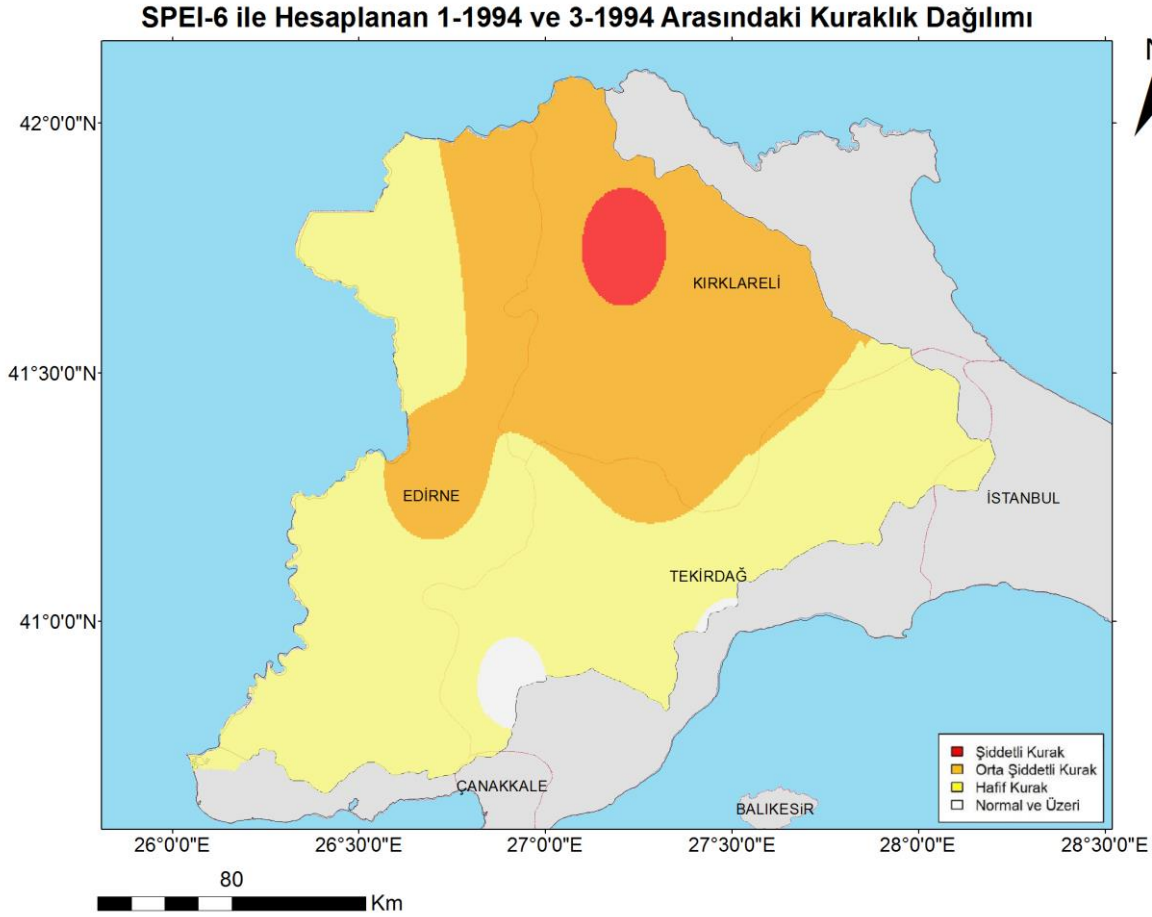 SPEI-6 ile Hesaplanan 1-1994 ve 3-1994 Arasındaki Kuraklık Dağılımı
N
42°0'0"N
KIRKLARELİ
41°30'0"N
EDİRNE
İSTANBUL
TEKİRDAĞ
41°0'0"N
Şiddetli Kurak
Orta Şiddetli Kurak
Hafif Kurak
Normal ve Üzeri
ÇANAKKALE
BALIKESİR
26°0'0"E
26°30'0"E
27°0'0"E
27°30'0"E
28°0'0"E
28°30'0"E
80
Km